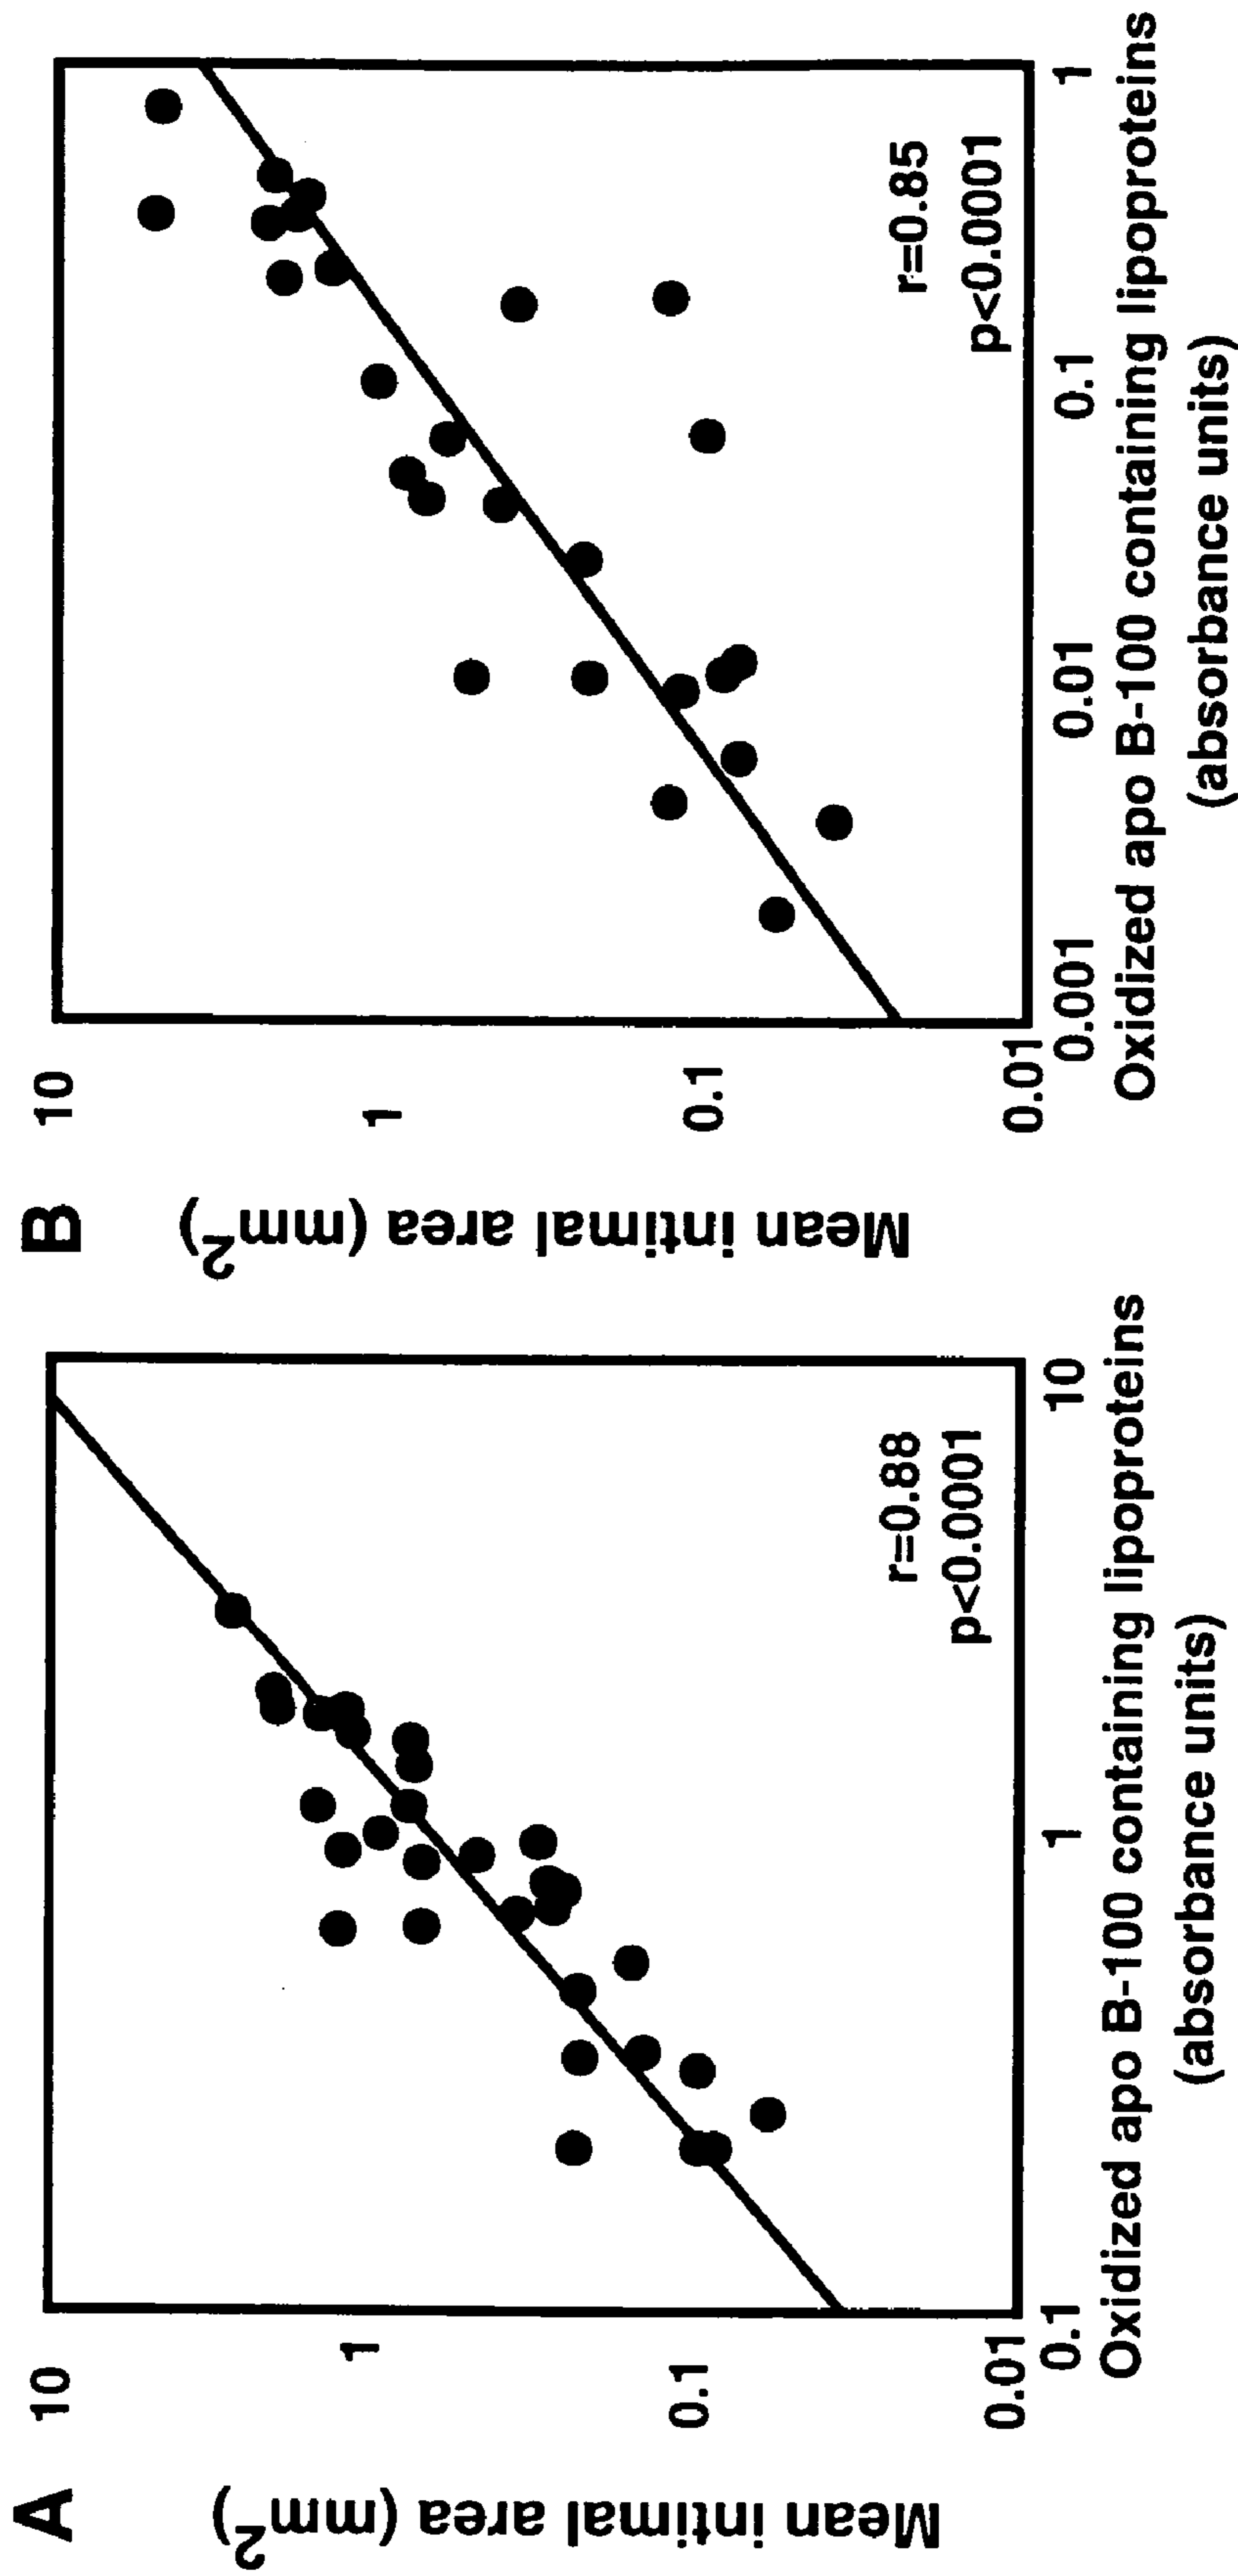 A
Mean intimal area (mm2)
10
1
0.1
0.01
r=0.88
p<0.0001
0.1
1
10
Oxidized apo B-100 containing lipoproteins
(absorbance units)
B
Mean intimal area (mm2)
10
1
0.1
0.01
r=0.85
p<0.0001
0.001
0.01
0.1
1
Oxidized apo B-100 containing lipoproteins
(absorbance units)